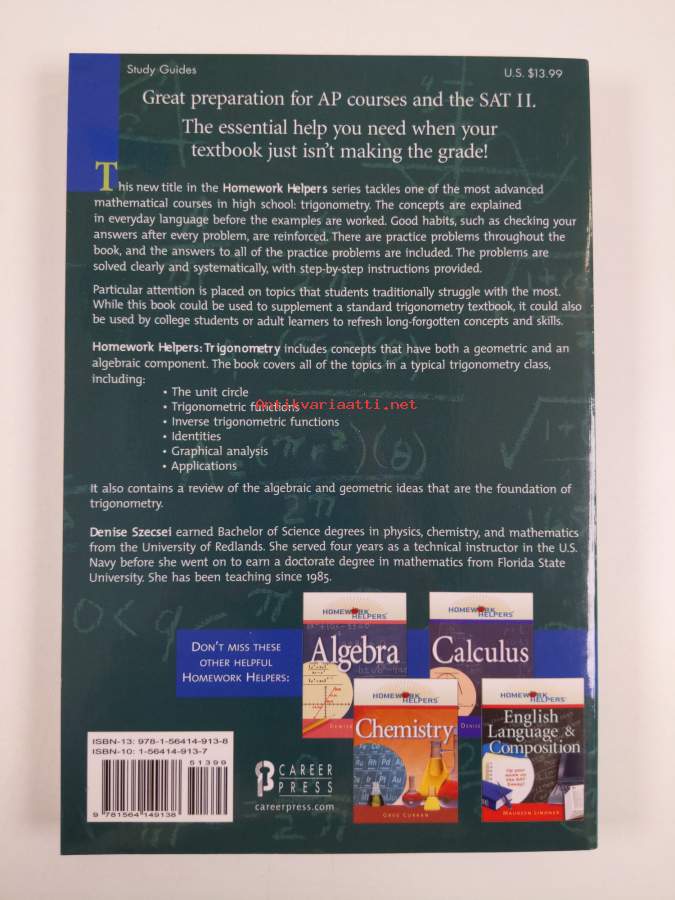 Study Guides
U.S. $13.99
Great preparation for AP courses and the SAT II.
The essential help you need when your
textbook just isn't making the grade!
This new title in the Homework Helpers series tackles one of the most advanced
mathematical courses in high school: trigonometry. The concepts are explained
in everyday language before the examples are worked. Good habits, such as checking your
answers after every problem, are reinforced. There are practice problems throughout the
book, and the answers to all of the practice problems are included. The problems are
solved clearly and systematically, with step-by-step instructions provided.
Particular attention is placed on topics that students traditionally struggle with the most.
While this book could be used to supplement a standard trigonometry textbook, it could also
be used by college students or adult learners to refresh long-forgotten concepts and skills.
Homework Helpers: Trigonometry includes concepts that have both a geometric and an
algebraic component. The book covers all of the topics in a typical trigonometry class,
including:
• The unit circle
• Trigonometric functions
Antikvariaatti.net
• Inverse trigonometric functions
• Identities
• Graphical analysis
• Applications
It also contains a review of the algebraic and geometric ideas that are the foundation of
trigonometry.
Denise Szecsei earned Bachelor of Science degrees in physics, chemistry, and mathematics
from the University of Redlands. She served four years as a technical instructor in the U.S.
Navy before she went on to earn a doctorate degree in mathematics from Florida State
University. She has been teaching since 1985.
Don't miss these
other helpful
Homework Helpers:
HOMEWORK
HELPERS
Algebra
HOMEWORK
HELPERS
Calculus
HOMEWORK
HELPERS
Chemistry
Greg Curran
HOMEWORK
HELPERS
English
Language &
Composition
Maureen Lindner
ISBN-13: 978-1-56414-913-8
ISBN-10: 1-56414-913-7
51399
9 781564 149138
CAREER
PRESS
careerpress.com